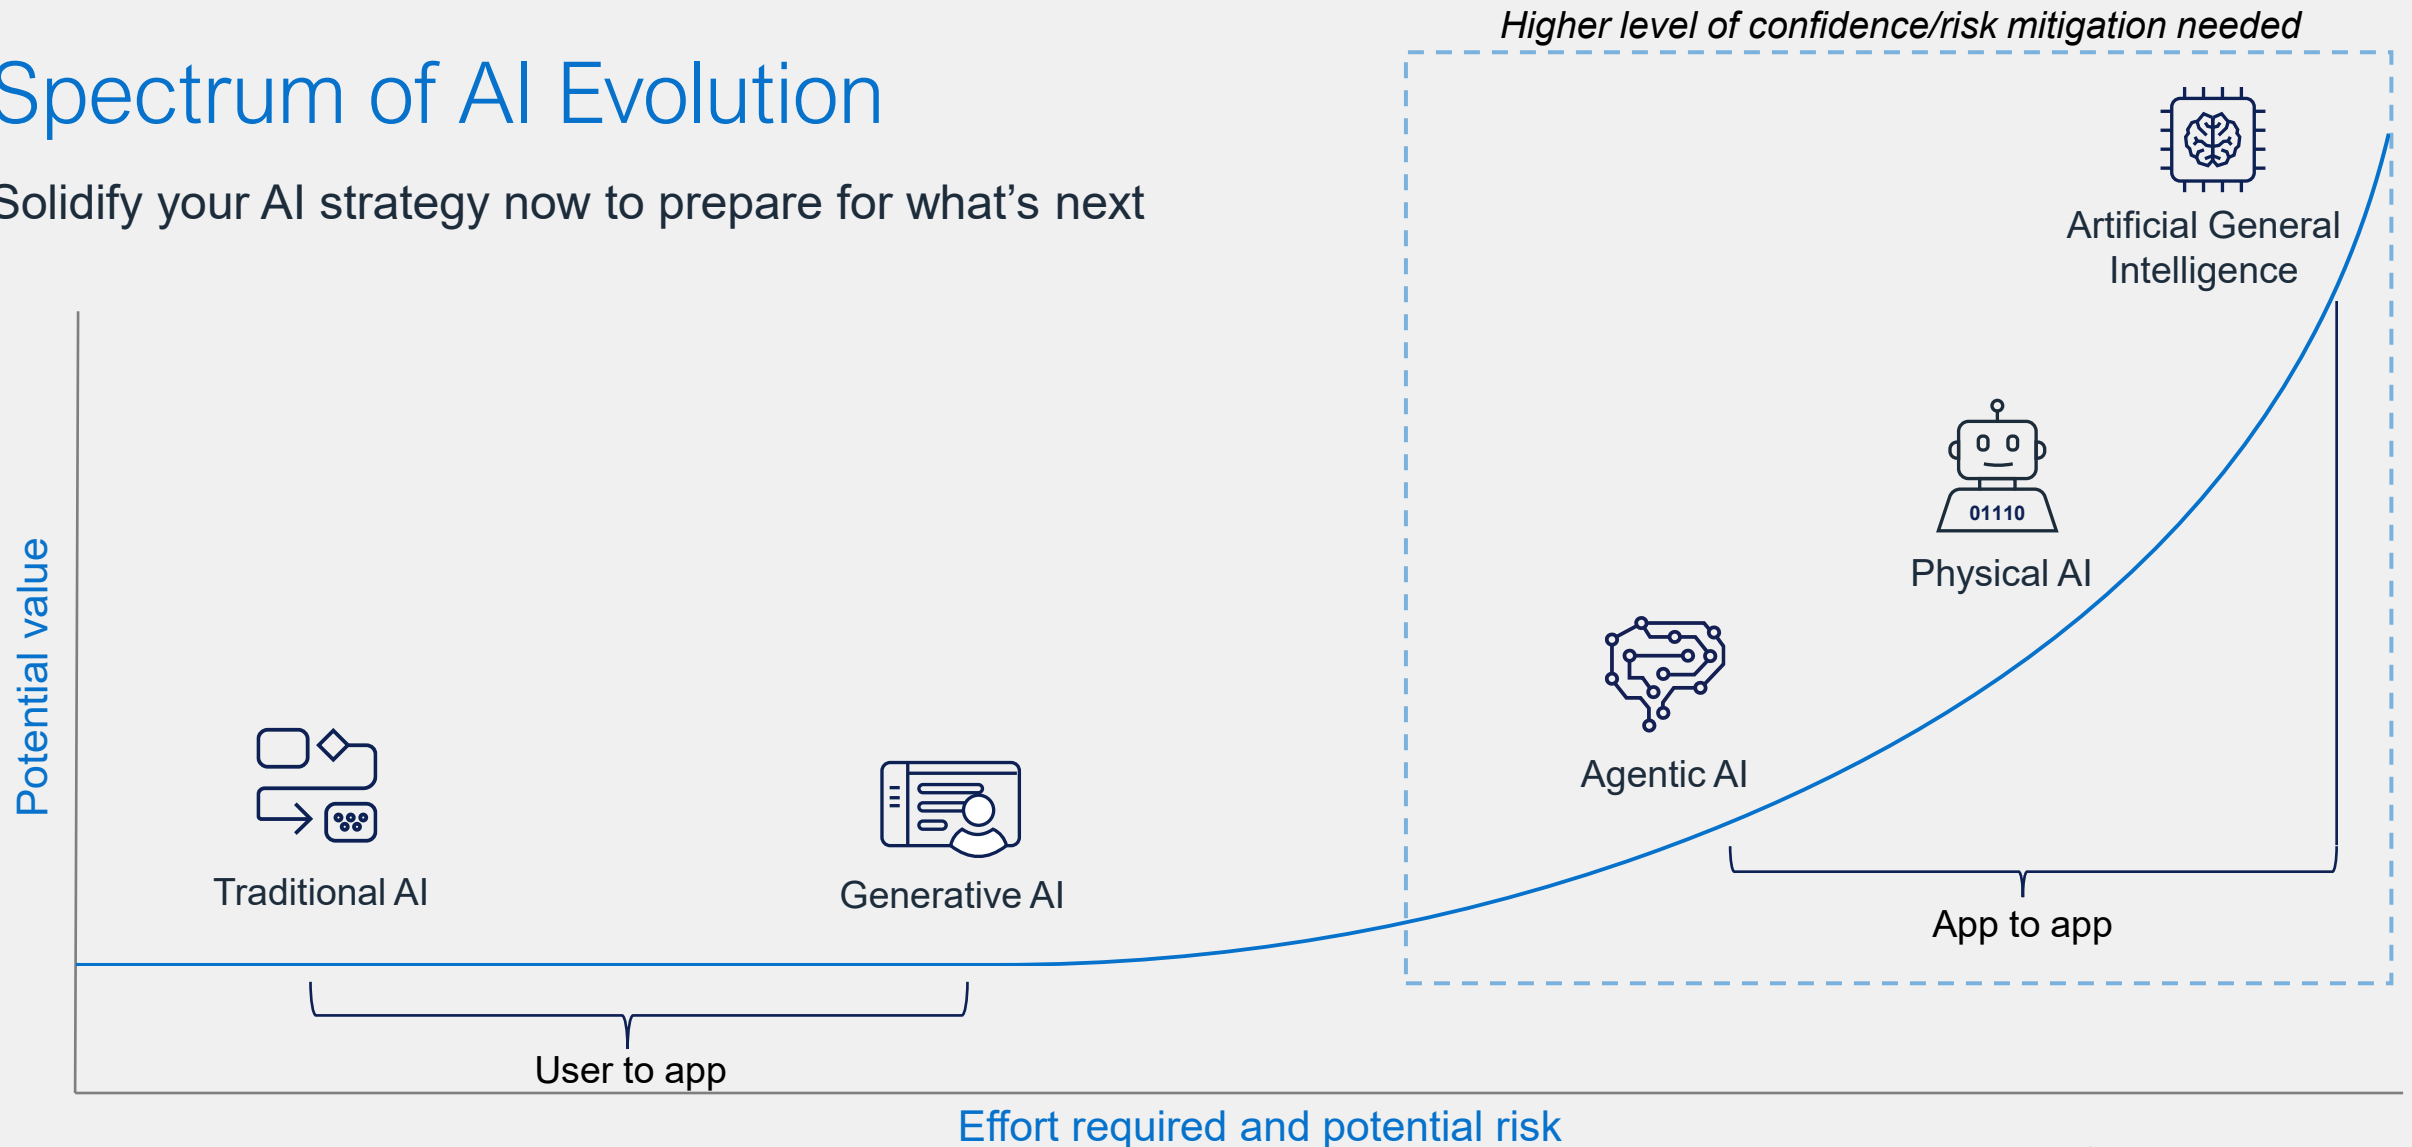 Higher level of confidence/risk mitigation needed
Spectrum of AI Evolution
Solidify your AI strategy now to prepare for what's next
Artificial General
Intelligence
01110
Physical AI
Agentic AI
Potential value
Traditional AI
Generative AI
App to app
User to app
Effort required and potential risk